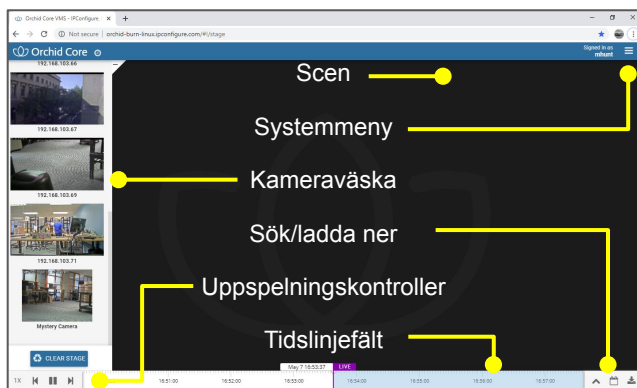 Orchid Core VMS - IPConfigure
Not secure | orchid-burn-linux.ipconfigure.com/#!/stage
Orchid Core
Signed in as
mhunt
192.168.103.66
Scen
Systemmeny
192.168.103.67
Kameraväska
192.168.103.69
Sök/ladda ner
192.168.103.71
Uppspelningskontroller
Mystery Camera
Tidslinjefält
CLEAR STAGE
May 7 16:53:37 LIVE
1X 16:51:00 16:52:00 16:53:00 16:54:00 16:55:00 16:56:00 16:57:00